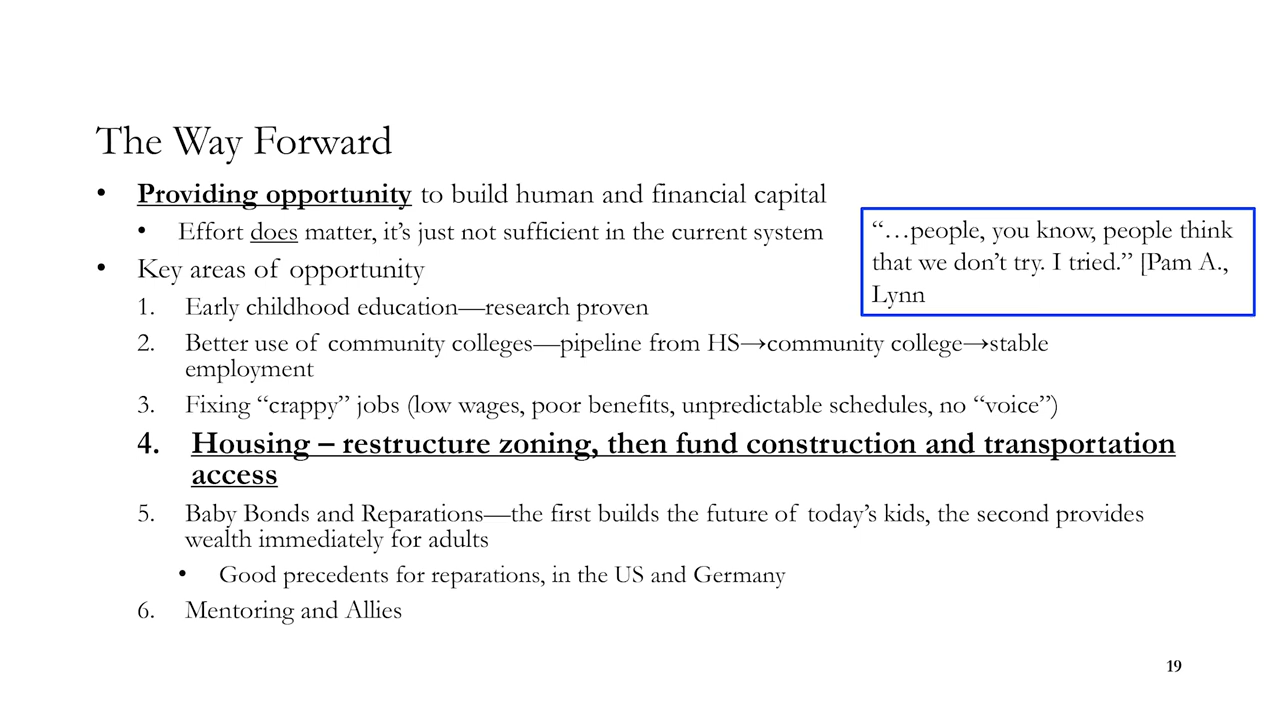 The Way Forward
• Providing opportunity to build human and financial capital
• Effort does matter, it’s just not sufficient in the current system
“…people, you know, people think
that we don’t try. I tried.” [Pam A.,
Lynn
• Key areas of opportunity
1. Early childhood education—research proven
2. Better use of community colleges—pipeline from HS→community college→stable
employment
3. Fixing “crappy” jobs (low wages, poor benefits, unpredictable schedules, no “voice”)
4. Housing – restructure zoning, then fund construction and transportation
access
5. Baby Bonds and Reparations—the first builds the future of today’s kids, the second provides
wealth immediately for adults
• Good precedents for reparations, in the US and Germany
6. Mentoring and Allies
19